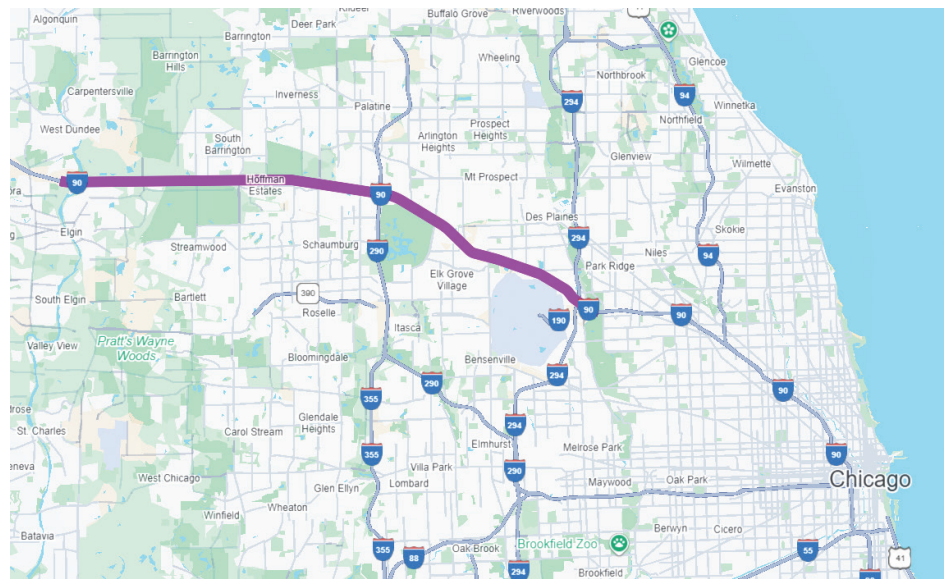 Algonquin
Kildeer
Buffalo Grove
Riverwoods
Deer Park
Barrington
Barrington
Hills
Wheeling
Glencoe
Northbrook
294
94
Carpentersville
Inverness
Palatine
Winnetka
Northfield
West Dundee
South
Barrington
Arlington
Heights
Prospect
Heights
Glenview
Wilmette
90
Hoffman
Estates
90
Mt Prospect
Evanston
Elgin
Des Plaines
Skokie
Streamwood
Schaumburg
290
294
Niles
94
Park Ridge
Elk Grove
Village
South Elgin
Bartlett
390
Roselle
90
90
190
Itasca
Valley View
Pratt's Wayne
Woods
Bloomingdale
Bensenville
294
290
90
355
St. Charles
Carol Stream
Glendale
Heights
294
Elmhurst
Melrose Park
90
355
Villa Park
290
Chicago
West Chicago
Lombard
Maywood
Oak Park
Glen Ellyn
Wheaton
Winfield
Berwyn
Cicero
Batavia
355
88
Oak Brook
Brookfield Zoo
55
41
294
Brookfield